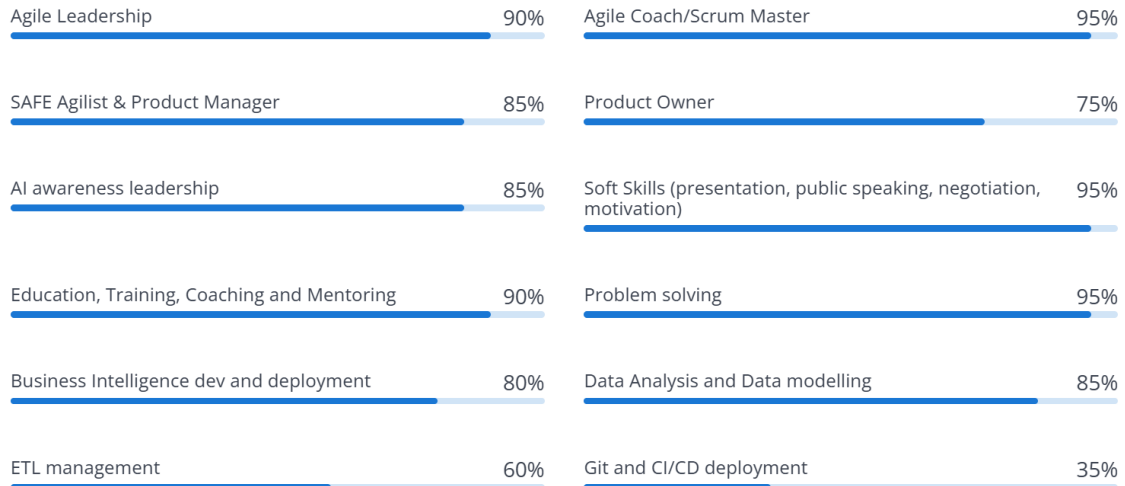 Agile Leadership 90%
Agile Coach/Scrum Master 95%
SAFE Agilist & Product Manager 85%
Product Owner 75%
AI awareness leadership 85%
Soft Skills (presentation, public speaking, negotiation, 95%
motivation)
Education, Training, Coaching and Mentoring 90%
Problem solving 95%
Business Intelligence dev and deployment 80%
Data Analysis and Data modelling 85%
ETL management 60%
Git and CI/CD deployment 35%